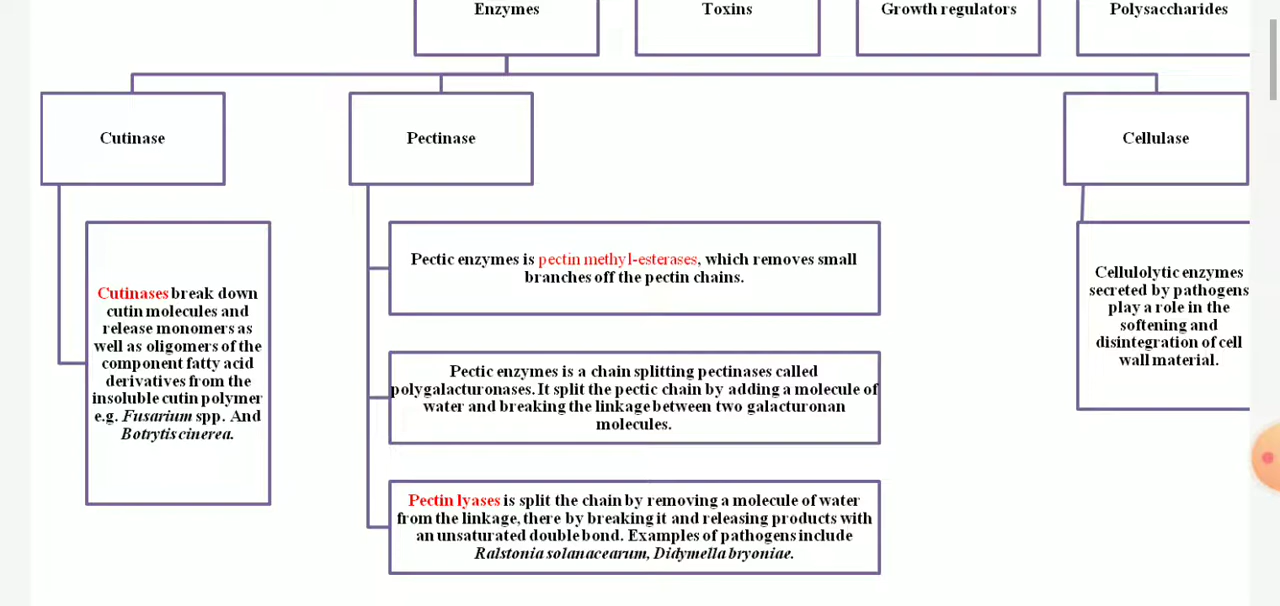 Enzymes
Toxins
Growth regulators
Polysaccharides
Cutinase
Pectinase
Cellulase
Cutinases break down
cutin molecules and
release monomers as
well as oligomers of the
component fatty acid
derivatives from the
insoluble cutin polymer
e.g. Fusarium spp. And
Botrytis cinerea.
Pectic enzymes is pectin methyl-esterases, which removes small
branches off the pectin chains.
Pectic enzymes is a chain splitting pectinases called
polygalacturonases. It split the pectic chain by adding a molecule of
water and breaking the linkage between two galacturonan
molecules.
Pectin lyases is split the chain by removing a molecule of water
from the linkage, there by breaking it and releasing products with
an unsaturated double bond. Examples of pathogens include
Ralstonia solanacearum, Didymella bryoniae.
Cellulolytic enzymes
secreted by pathogens
play a role in the
softening and
disintegration of cell
wall material.